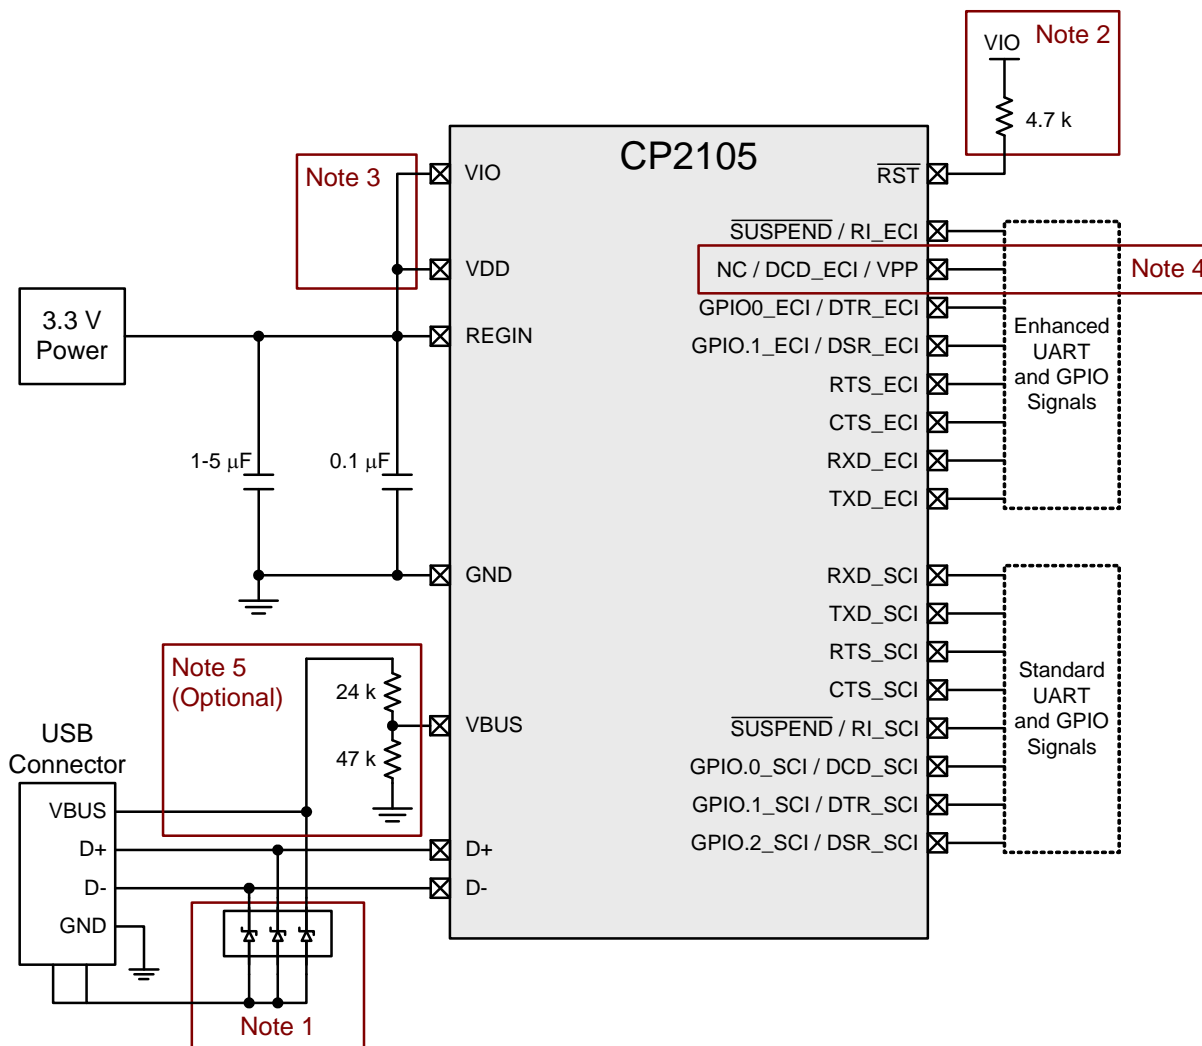 VIO
Note 2
4.7 k
CP2105
Note 3
VIO
RST
SUSPEND / RI_ECI
VDD
NC / DCD_ECI / VPP
Note 4
3.3 V
Power
REGIN
GPIO0_ECI / DTR_ECI
GPIO.1_ECI / DSR_ECI
RTS_ECI
CTS_ECI
RXD_ECI
TXD_ECI
Enhanced
UART
and GPIO
Signals
1-5 μF
0.1 μF
GND
RXD_SCI
TXD_SCI
RTS_SCI
CTS_SCI
SUSPEND / RI_SCI
GPIO.0_SCI / DCD_SCI
GPIO.1_SCI / DTR_SCI
GPIO.2_SCI / DSR_SCI
Standard
UART
and GPIO
Signals
Note 5
(Optional)
24 k
47 k
VBUS
USB
Connector
VBUS
D+
D-
GND
D+
D-
Note 1